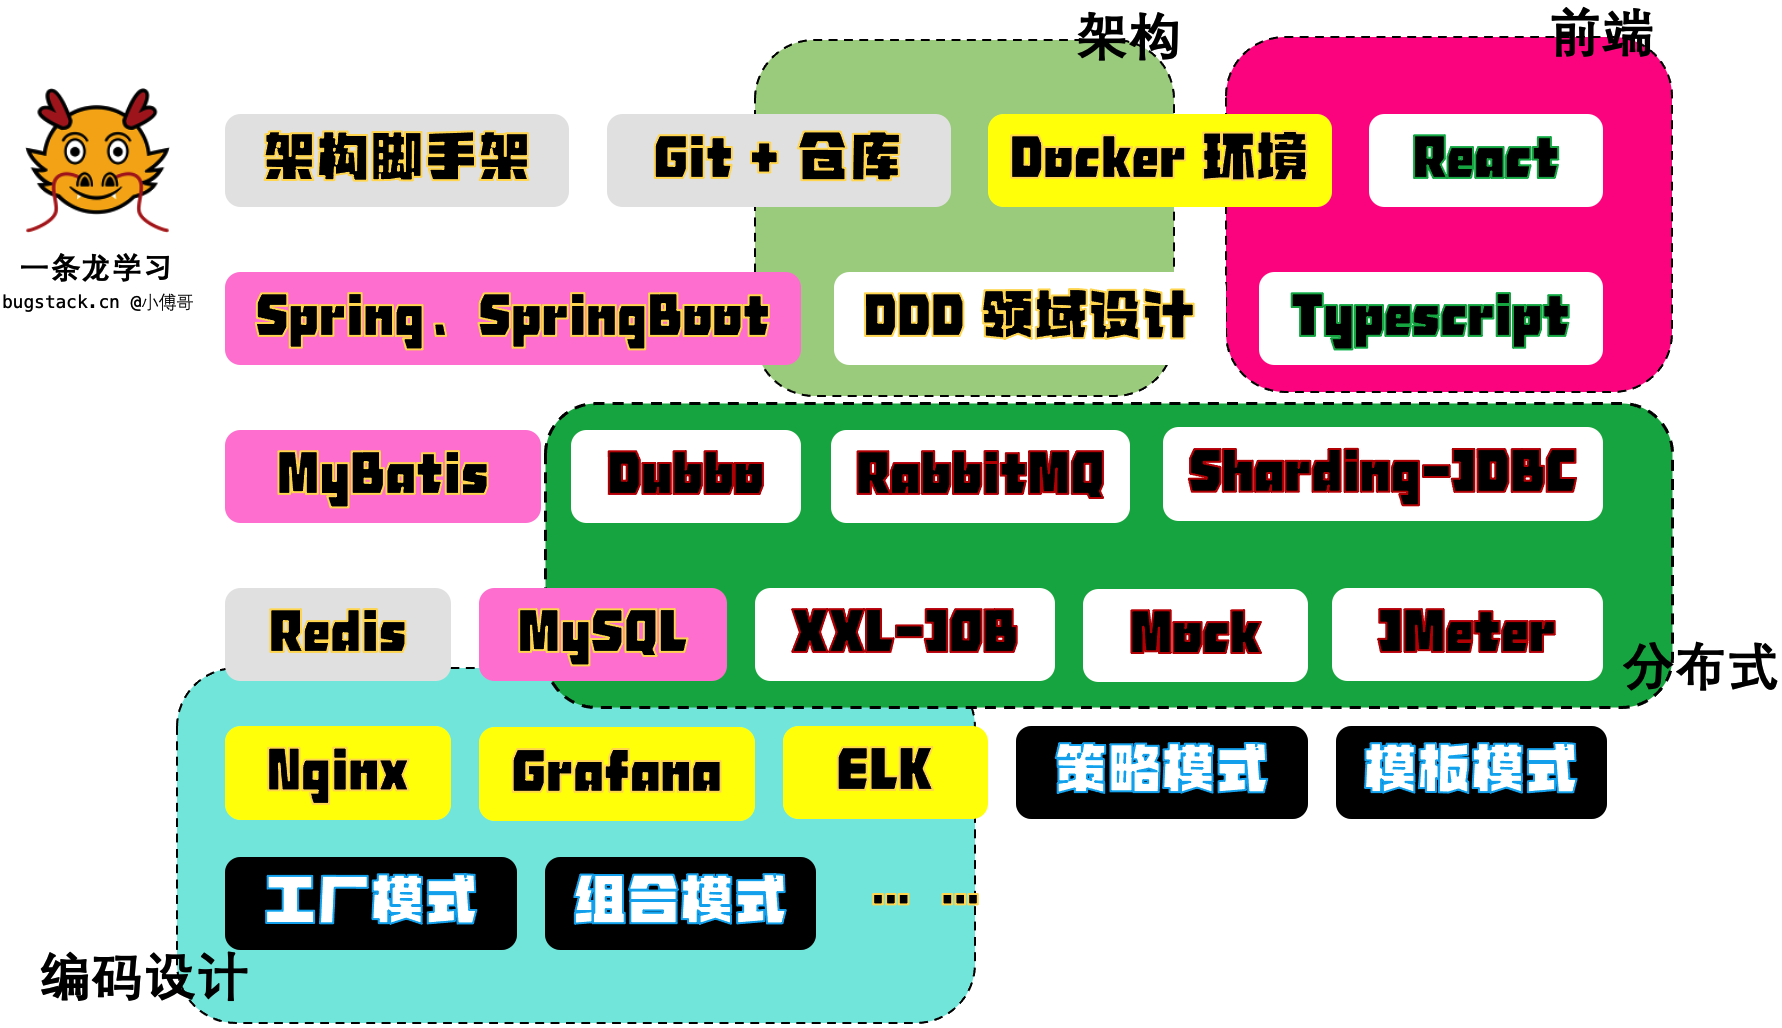 架构
前端
架构脚手架
Git + 仓库
Docker 环境
React
一条龙学习
bugstack.cn @小傅哥
Spring、SpringBoot
DDD 领域设计
Typescript
MyBatis
Dubbo
RabbitMQ
Sharding-JDBC
Redis
MySQL
XXL-JOB
Mock
JMeter
分布式
Nginx
Grafana
ELK
策略模式
模板模式
工厂模式
组合模式
… …
编码设计